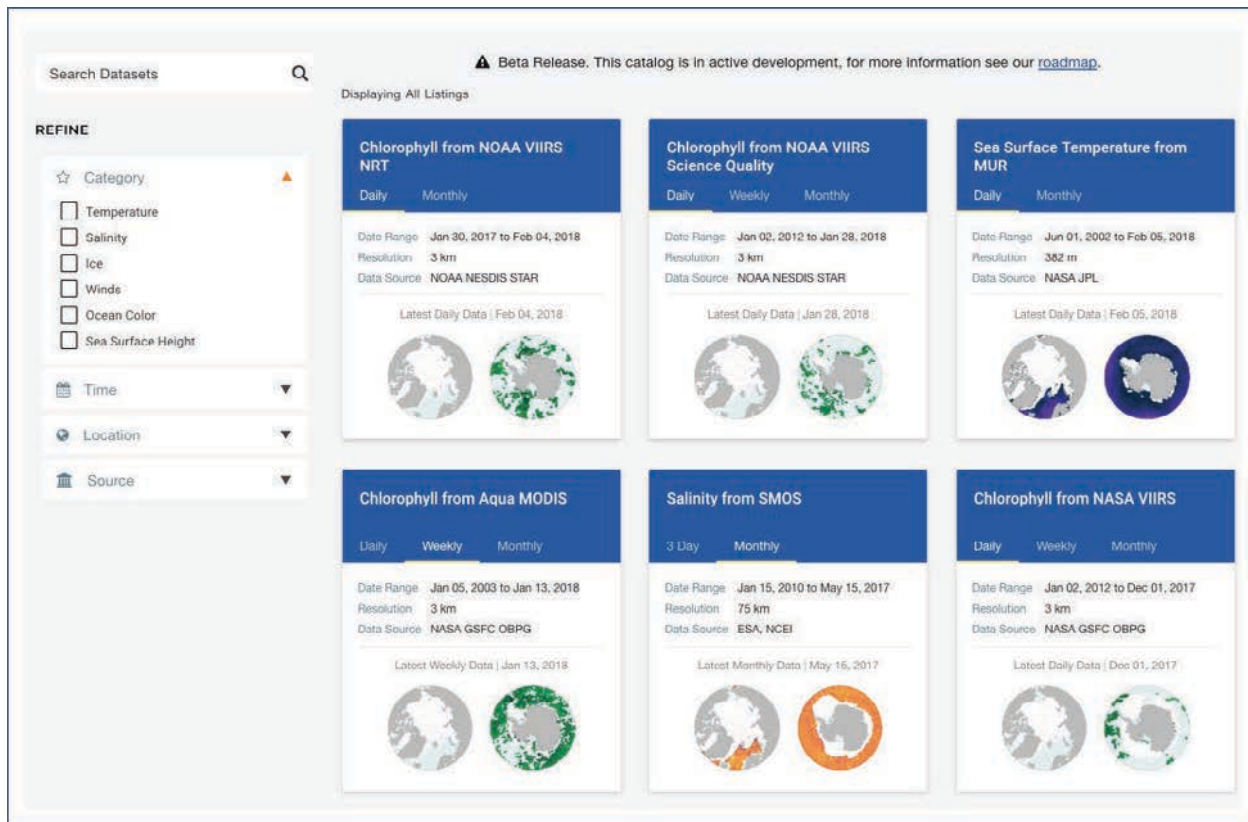 Search Datasets
⚠ Beta Release. This catalog is in active development, for more information see our roadmap.
Displaying All Listings
REFINE
Category
Temperature
Salinity
Ice
Winds
Ocean Color
Sea Surface Height
Time
Location
Source
Chlorophyll from NOAA VIIRS
NRT
Daily Monthly
Date Range Jan 30, 2017 to Feb 04, 2018
Resolution 3 km
Data Source NOAA NESDIS STAR
Latest Daily Data | Feb 04, 2018
Chlorophyll from NOAA VIIRS
Science Quality
Daily Weekly Monthly
Date Range Jan 02, 2012 to Jan 28, 2018
Resolution 3 km
Data Source NOAA NESDIS STAR
Latest Daily Data | Jan 28, 2018
Sea Surface Temperature from
MUR
Daily Monthly
Date Range Jun 01, 2002 to Feb 05, 2018
Resolution 382 m
Data Source NASA JPL
Latest Daily Data | Feb 05, 2018
Chlorophyll from Aqua MODIS
Daily Weekly Monthly
Date Range Jan 05, 2003 to Jan 13, 2018
Resolution 3 km
Data Source NASA GSFC OBPG
Latest Weekly Data | Jan 13, 2018
Salinity from SMOS
3 Day Monthly
Date Range Jan 15, 2010 to May 15, 2017
Resolution 75 km
Data Source ESA, NCEI
Latest Monthly Data | May 16, 2017
Chlorophyll from NASA VIIRS
Daily Weekly Monthly
Date Range Jan 02, 2012 to Dec 01, 2017
Resolution 3 km
Data Source NASA GSFC OBPG
Latest Daily Data | Dec 01, 2017